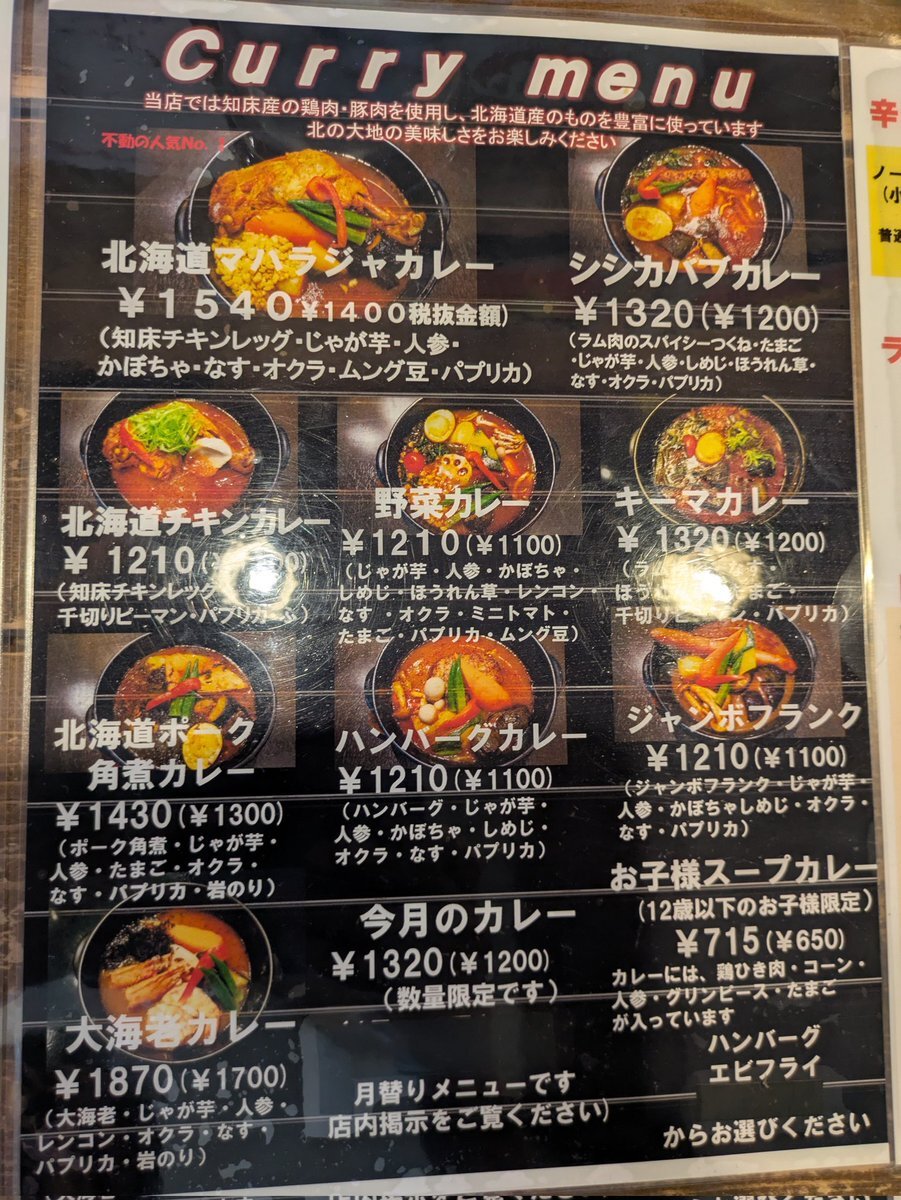 Curry menu
当店では知床産の鶏肉・豚肉を使用し、北海道産のものを豊富に使っています
北の大地の美味しさをお楽しみください
不動の人気No.1
北海道マハラジャカレー
￥1540￥1400税抜金額)
(知床チキンレッグ・じゃが芋・人参・
かぼちゃ・なす・オクラ・ムング豆・パプリカ)
シシカバブカレー
￥1320(￥1200)
(ラム肉のスパイシーつくね・たまご
・じゃが芋・人参・しめじ・ほうれん草・
なす・オクラ・パプリカ)
北海道チキンカレー
￥1210(￥
(知床チキンレッグ
千切りピーマン・パプリカ
野菜カレー
￥1210(￥1100)
(じゃが芋・人参・かぼちゃ・
しめじ・ほうれん草・レンコン・
なす・オクラ・ミニトマト・
たまご・パプリカ・ムング豆)
キーマカレー
￥1320(￥1200)
(ラム
なす・
ほう
たまご・
千切りピーマン・パプリカ)
北海道ポーク
角煮カレー
￥1430(￥1300)
(ポーク角煮・じゃが芋・
人参・たまご・オクラ・
なす・パプリカ・岩のり)
ハンバーグカレー
￥1210(￥1100)
(ハンバーグ・じゃが芋・
人参・かぼちゃ・しめじ・
オクラ・なす・パプリカ)
ジャンボフランク
￥1210(￥1100)
(ジャンボフランク・じゃが芋・
人参・かぼちゃしめじ・オクラ・
なす・パプリカ)
大海老カレー
￥1870(￥1700)
(大海老・じゃが芋・人参・
レンコン・オクラ・なす・
パプリカ・岩のり)
今月のカレー
￥1320(￥1200)
(数量限定です)
月替りメニューです
店内掲示をご覧ください)
お子様スープカレー
(12歳以下のお子様限定)
￥715(￥650)
カレーには、鶏ひき肉・コーン・
人参・グリンピース・たまご
が入っています
ハンバーグ
エビフライ
からお選びください
辛
ノー
(小
普通
ラ